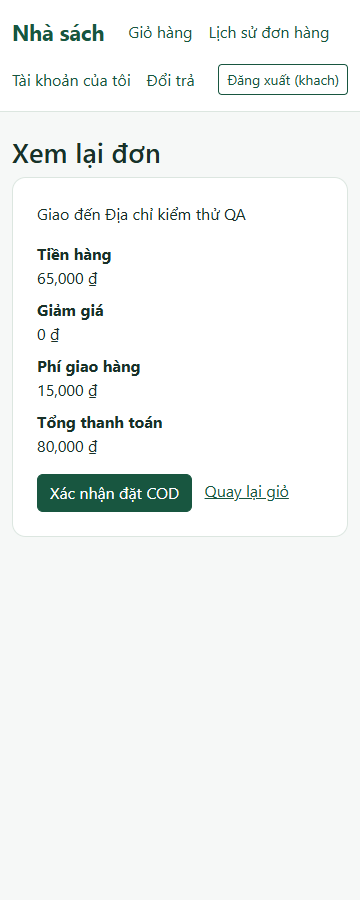 Nhà sách Giỏ hàng Lịch sử đơn hàng
Tài khoản của tôi Đổi trả Đăng xuất (khach)
Xem lại đơn
Giao đến Địa chỉ kiểm thử QA
Tiền hàng
65,000 ₫
Giảm giá
0 ₫
Phí giao hàng
15,000 ₫
Tổng thanh toán
80,000 ₫
Xác nhận đặt COD Quay lại giỏ